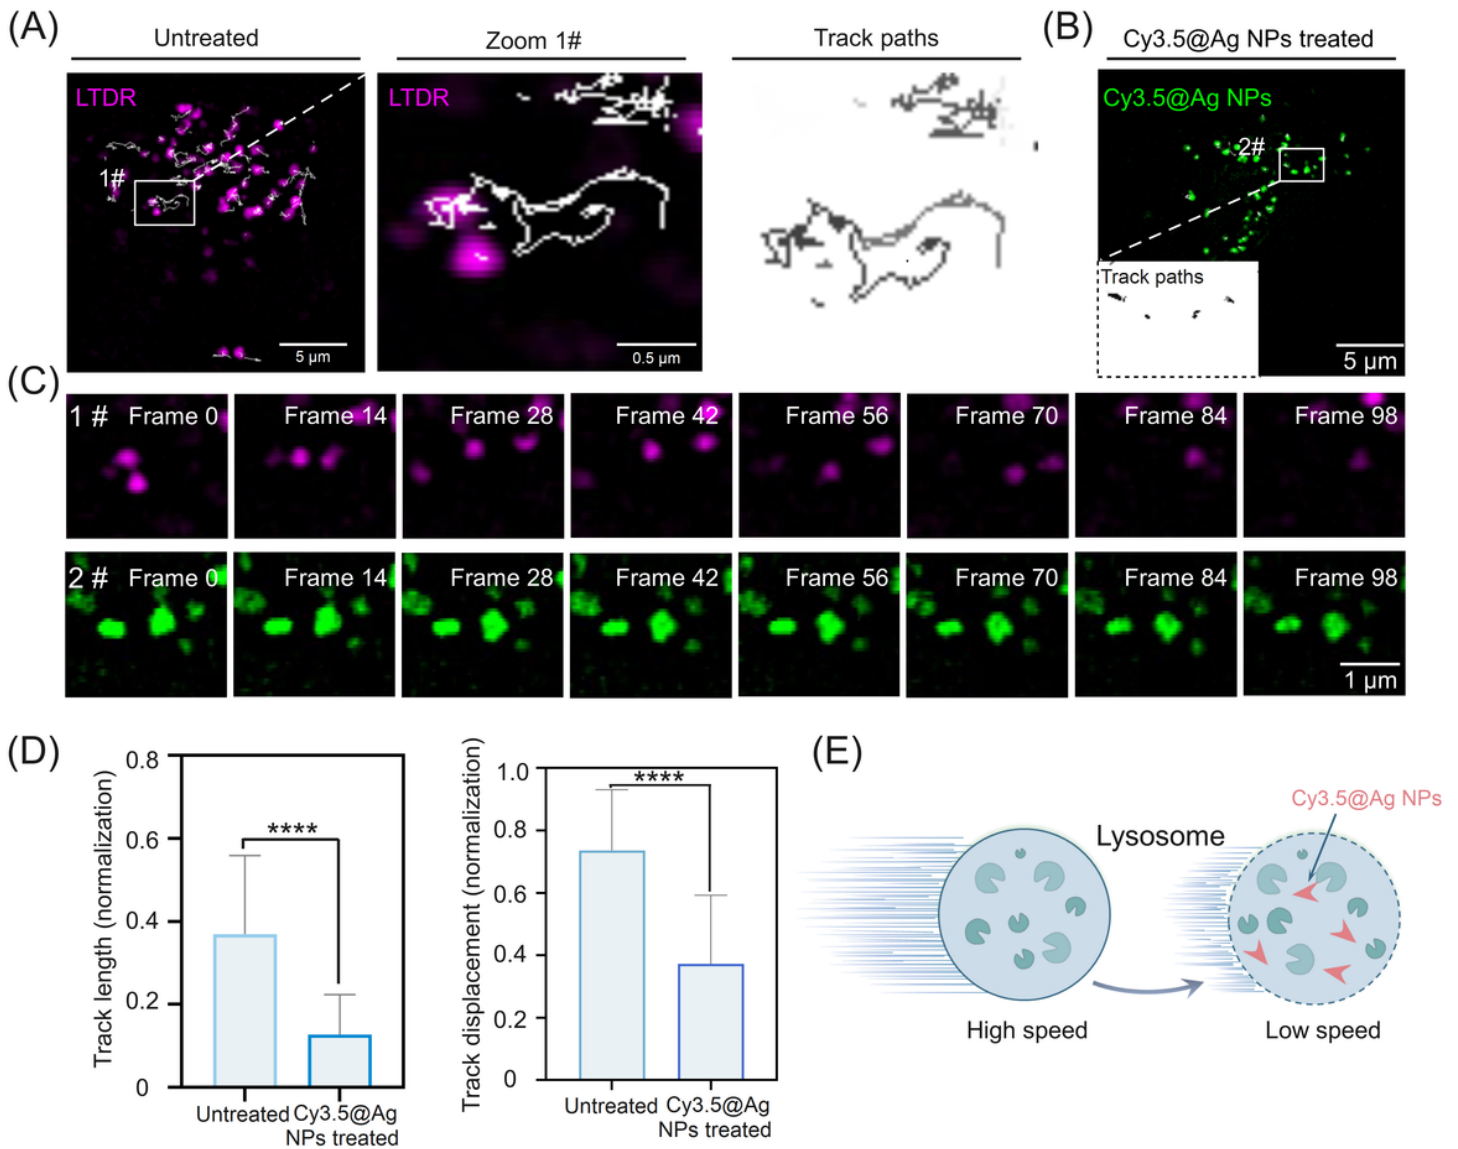 (A)
Untreated
Zoom 1#
Track paths
LTDR
1#
5 µm
LTDR
0.5 µm
(B)
Cy3.5@Ag NPs treated
Cy3.5@Ag NPs
2#
Track paths
5 µm
(C)
1 # Frame 0
Frame 14
Frame 28
Frame 42
Frame 56
Frame 70
Frame 84
Frame 98
2 # Frame 0
Frame 14
Frame 28
Frame 42
Frame 56
Frame 70
Frame 84
Frame 98
1 µm
(D)
Track length (normalization)
0.8
0.6
0.4
0.2
0
****
Untreated
Cy3.5@Ag
NPs treated
Track displacement (normalization)
1.0
0.8
0.6
0.4
0.2
0
****
Untreated
Cy3.5@Ag
NPs treated
(E)
Cy3.5@Ag NPs
Lysosome
High speed
Low speed